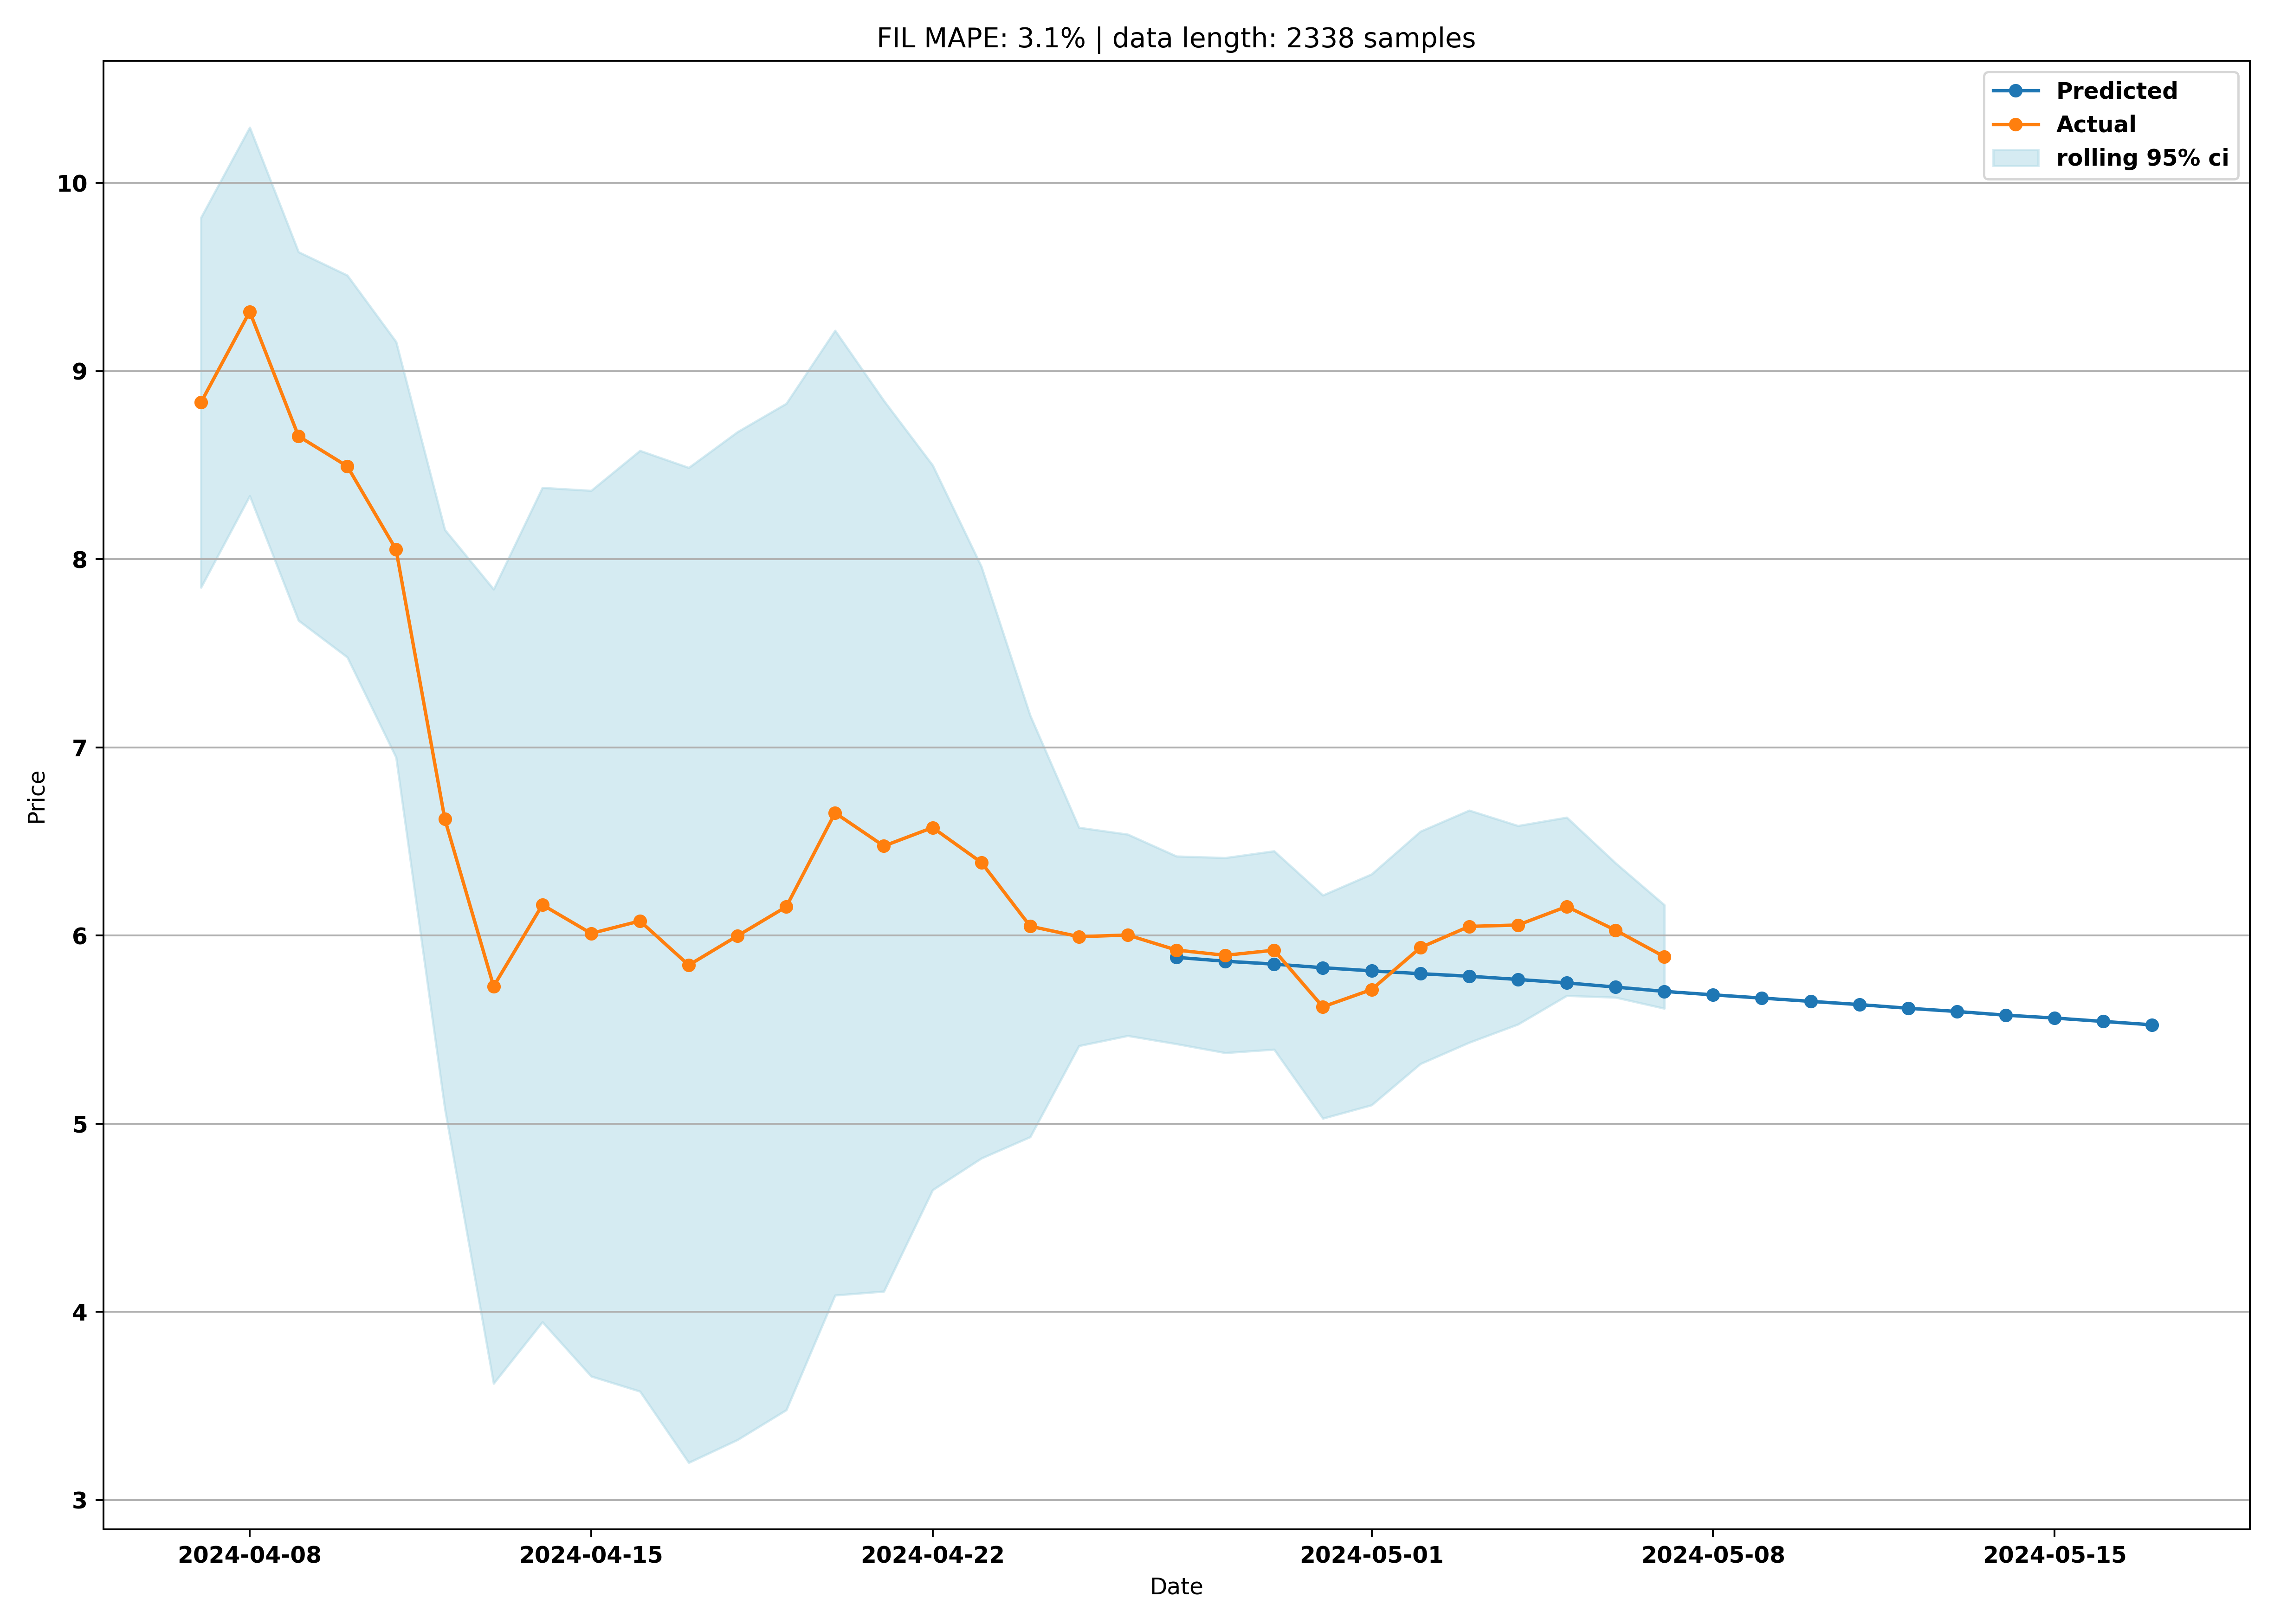 FIL MAPE: 3.1% | data length: 2338 samples
Predicted
Actual
rolling 95% ci
10
9
8
7
6
5
4
3
Price
2024-04-08
2024-04-15
2024-04-22
2024-05-01
2024-05-08
2024-05-15
Date